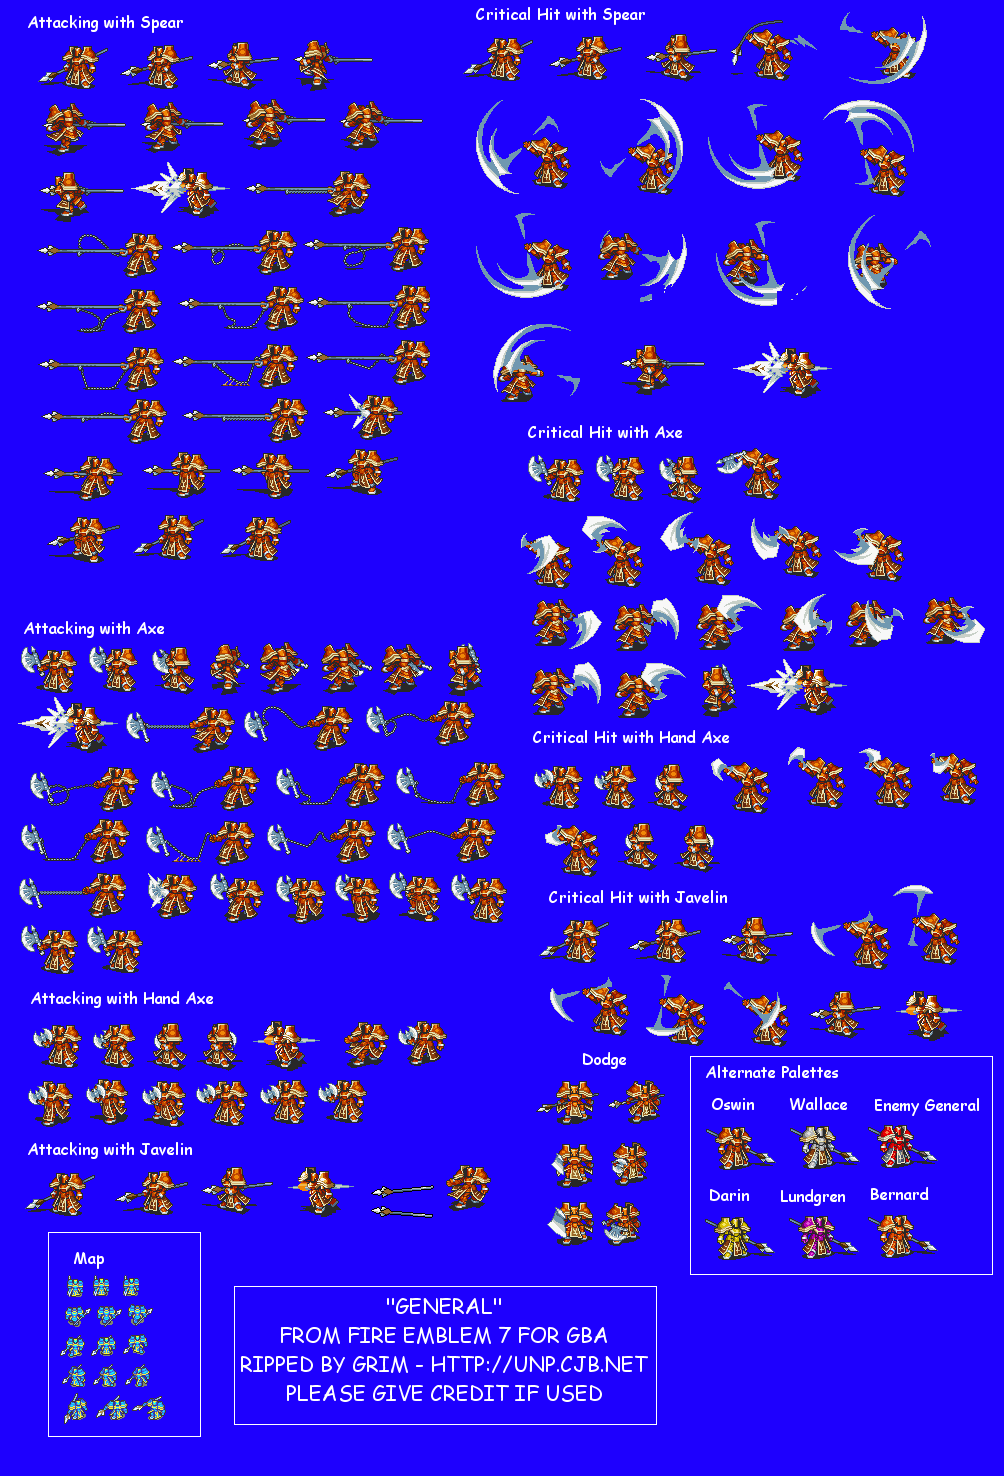 Attacking with Spear
Critical Hit with Spear
Critical Hit with Axe
Attacking with Axe
Critical Hit with Hand Axe
Critical Hit with Javelin
Attacking with Hand Axe
Dodge
Alternate Palettes
Oswin Wallace Enemy General
Darin Lundgren Bernard
Attacking with Javelin
Map
"GENERAL"
FROM FIRE EMBLEM 7 FOR GBA
RIPPED BY GRIM - HTTP://UNP.CJB.NET
PLEASE GIVE CREDIT IF USED